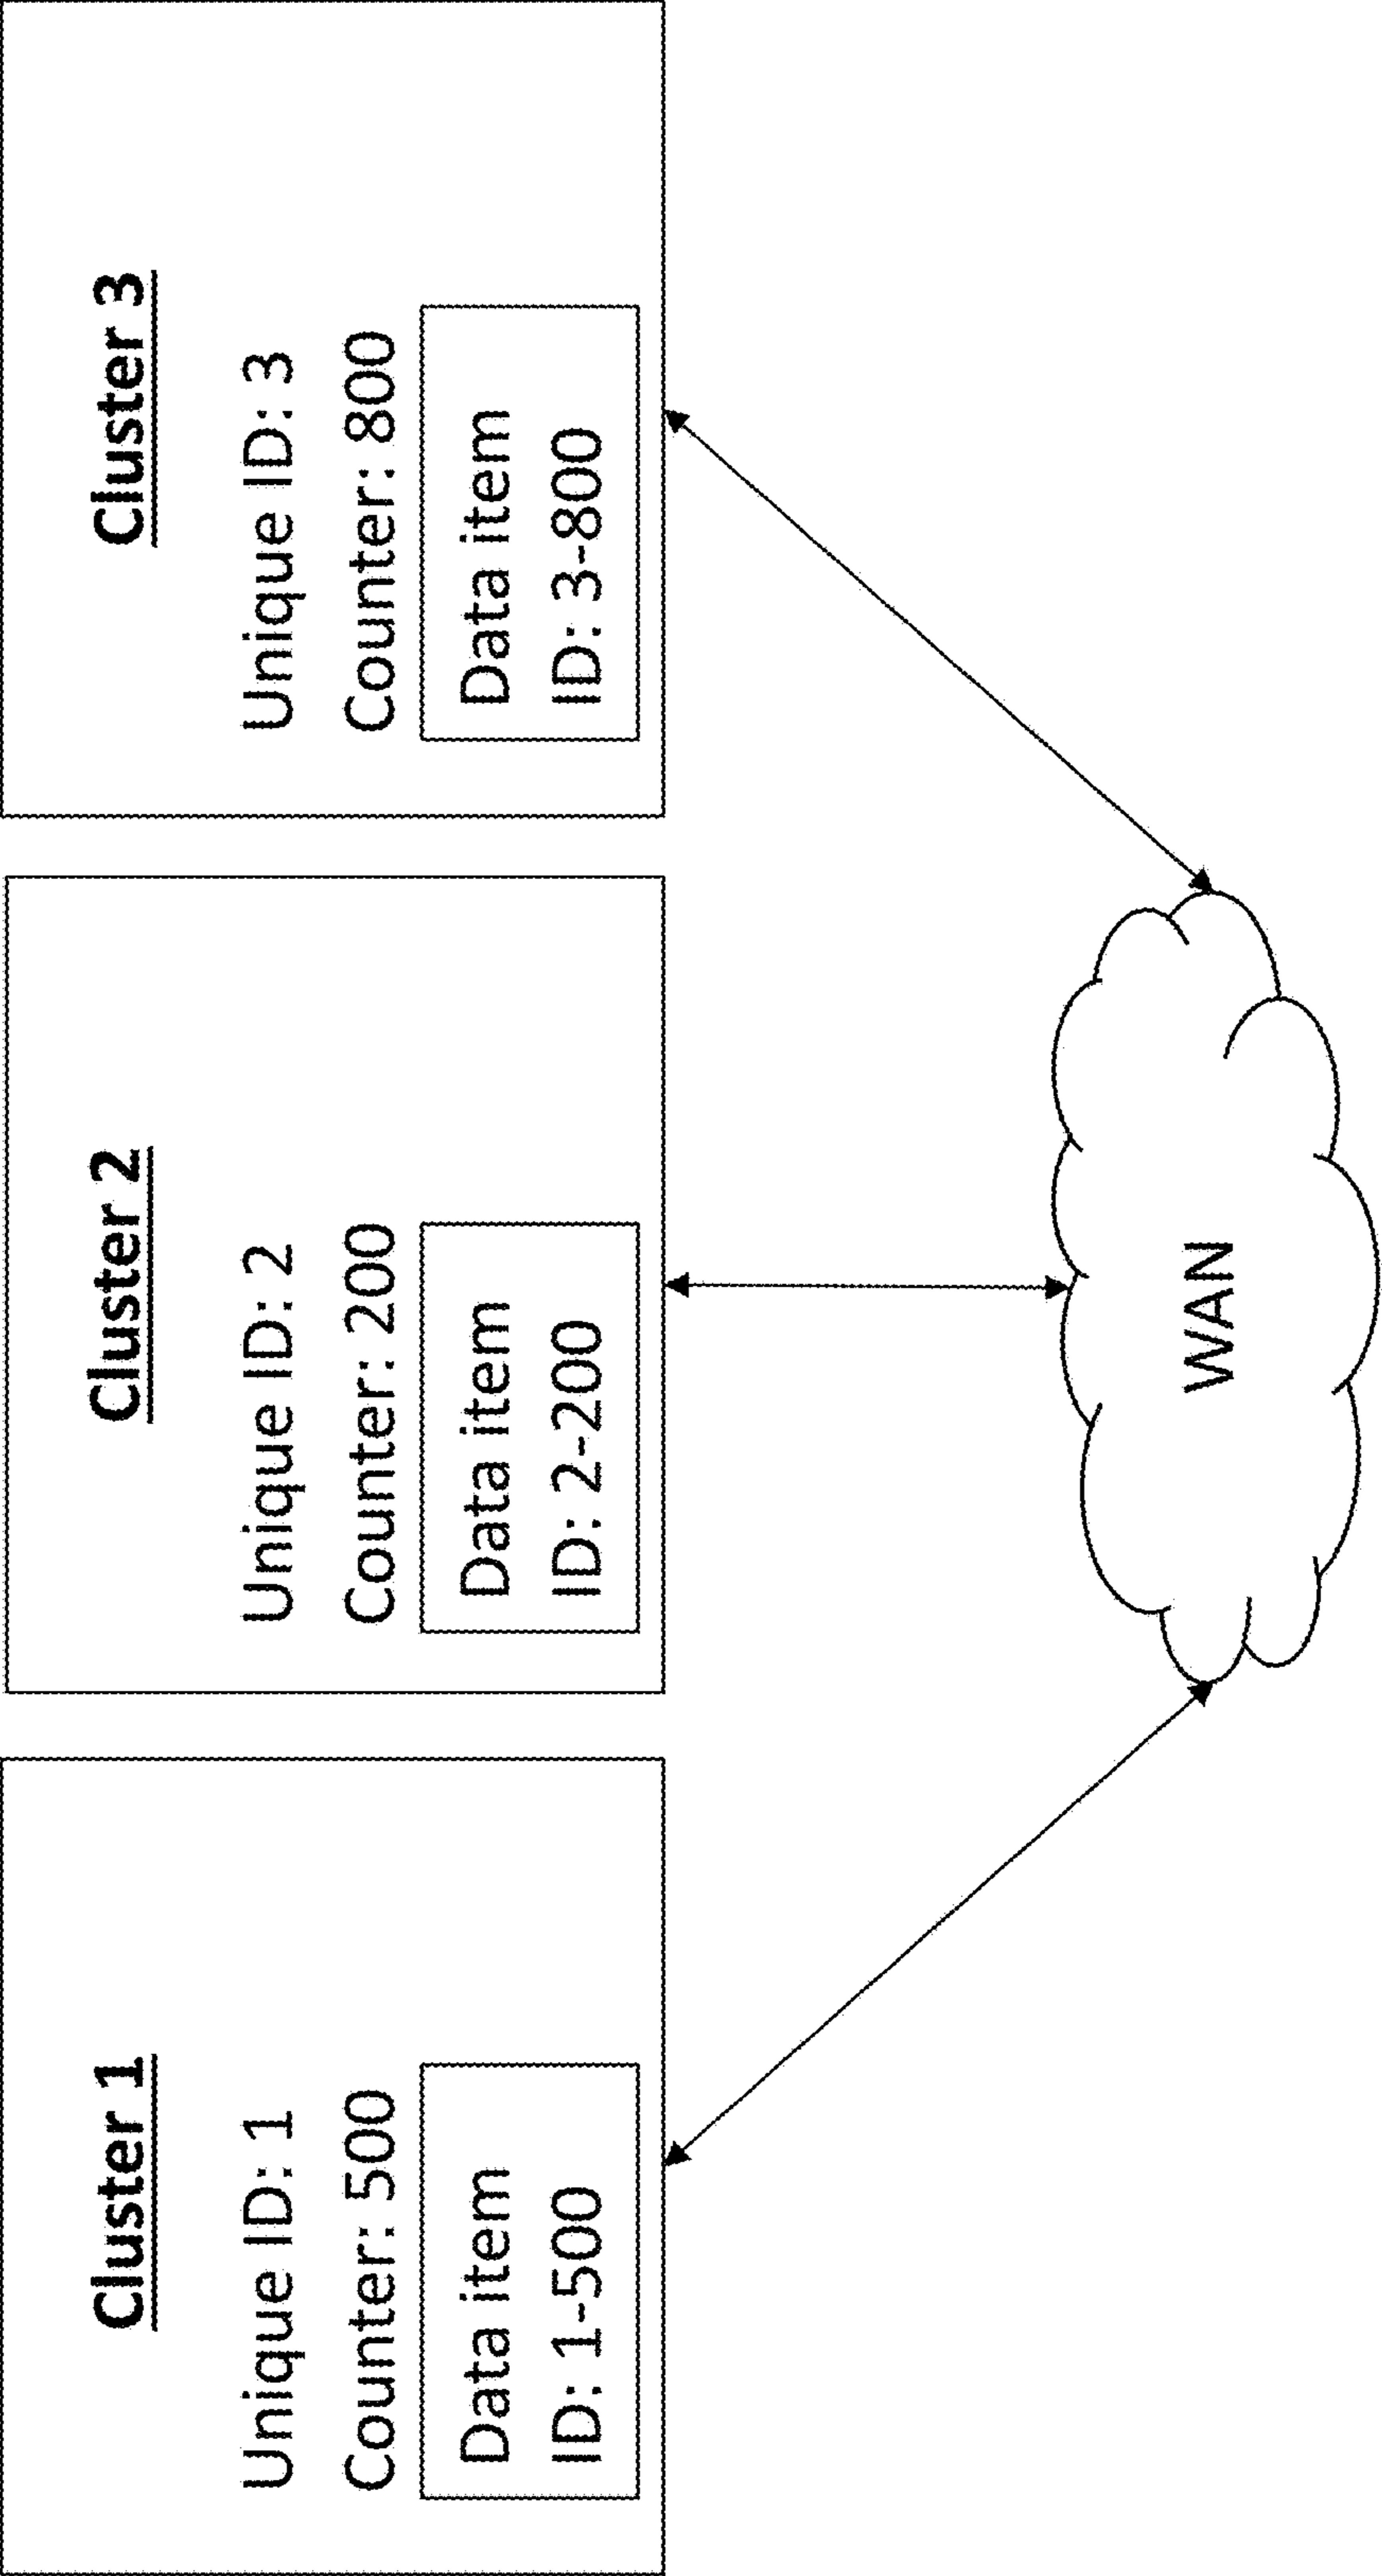 Cluster 1
Unique ID: 1
Counter: 500
Data item
ID: 1-500
Cluster 2
Unique ID: 2
Counter: 200
Data item
ID: 2-200
Cluster 3
Unique ID: 3
Counter: 800
Data item
ID: 3-800
WAN